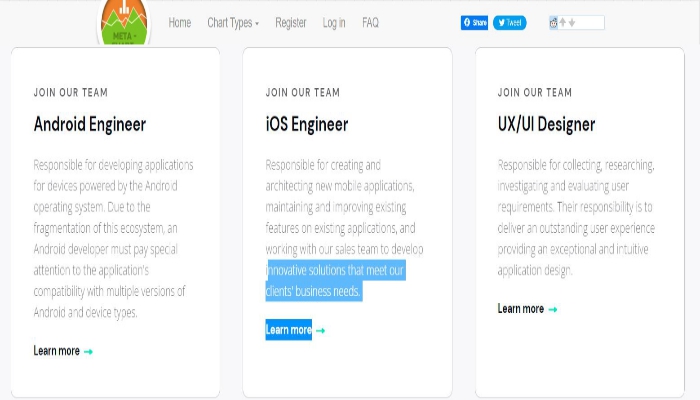 META -
Home Chart Types Register Log in FAQ Share Tweet
JOIN OUR TEAM
Android Engineer
Responsible for developing applications
for devices powered by the Android
operating system. Due to the
fragmentation of this ecosystem, an
Android developer must pay special
attention to the application's
compatibility with multiple versions of
Android and device types.
Learn more →
JOIN OUR TEAM
iOS Engineer
Responsible for creating and
architecting new mobile applications,
maintaining and improving existing
features on existing applications, and
working with our sales team to develop
innovative solutions that meet our
clients' business needs.
Learn more →
JOIN OUR TEAM
UX/UI Designer
Responsible for collecting, researching,
investigating and evaluating user
requirements. Their responsibility is to
deliver an outstanding user experience
providing an exceptional and intuitive
application design.
Learn more →